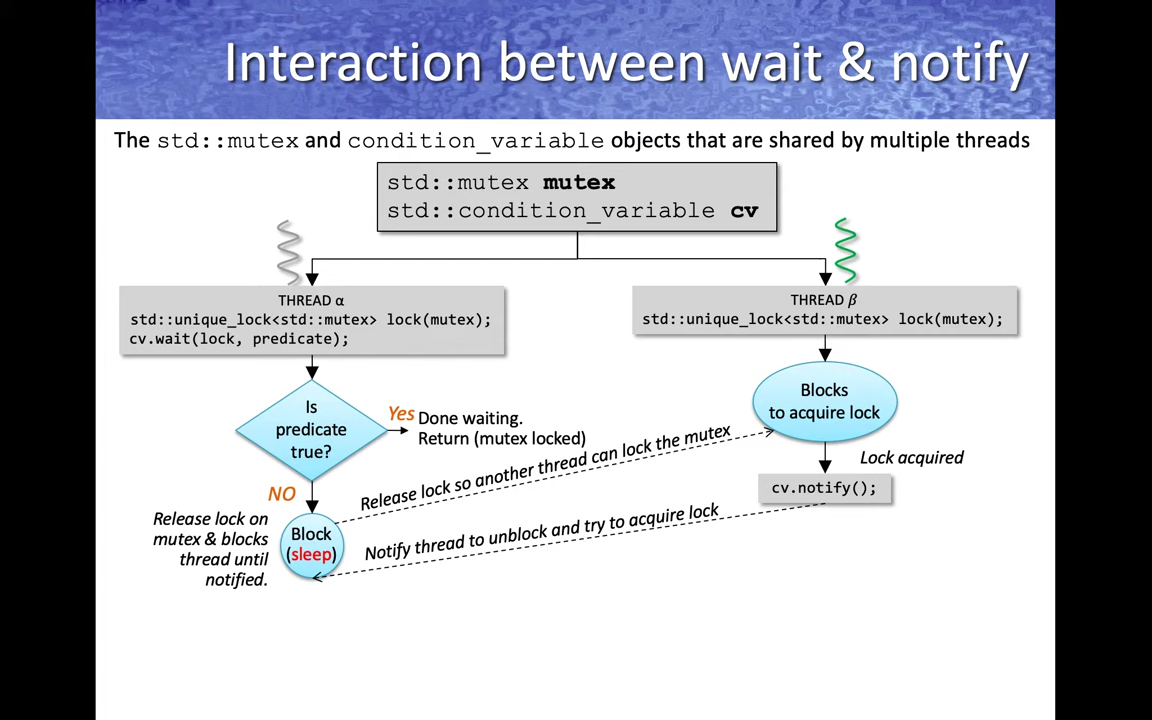 Interaction between wait & notify
The std::mutex and condition_variable objects that are shared by multiple threads
std::mutex mutex
std::condition_variable cv
THREAD α
std::unique_lock<std::mutex> lock(mutex);
cv.wait(lock, predicate);
THREAD β
std::unique_lock<std::mutex> lock(mutex);
Is
predicate
true?
Yes
Done waiting.
Return (mutex locked)
Blocks
to acquire lock
Release lock so another thread can lock the mutex
Lock acquired
cv.notify();
NO
Release lock on
mutex & blocks
thread until
notified.
Block
(sleep)
Notify thread to unblock and try to acquire lock